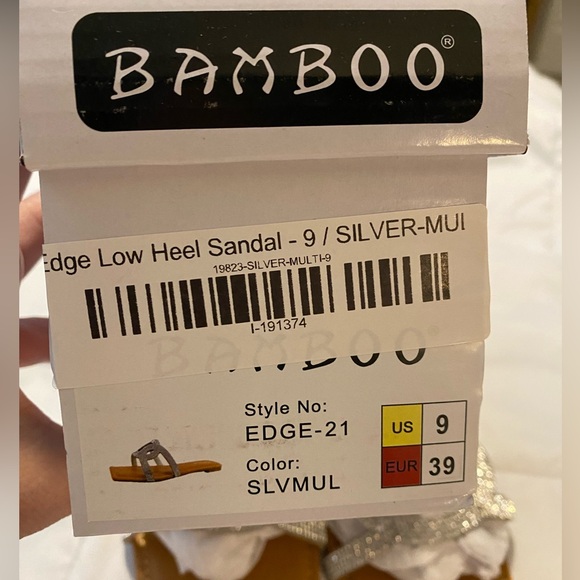 BAMBOO®
Edge Low Heel Sandal - 9 / SILVER-MUL
19823-SILVER-MULTI-9
I-191374
BAMBOO
Style No:
EDGE-21
US 9
Color:
SLVMUL
EUR 39